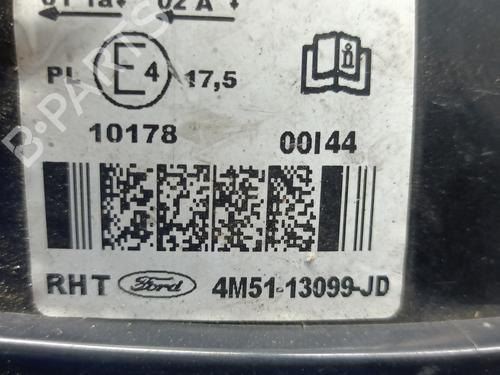 02 A
PL E4 17,5
10178 00I44
RHT Ford 4M51-13099-JD
B-PARTS